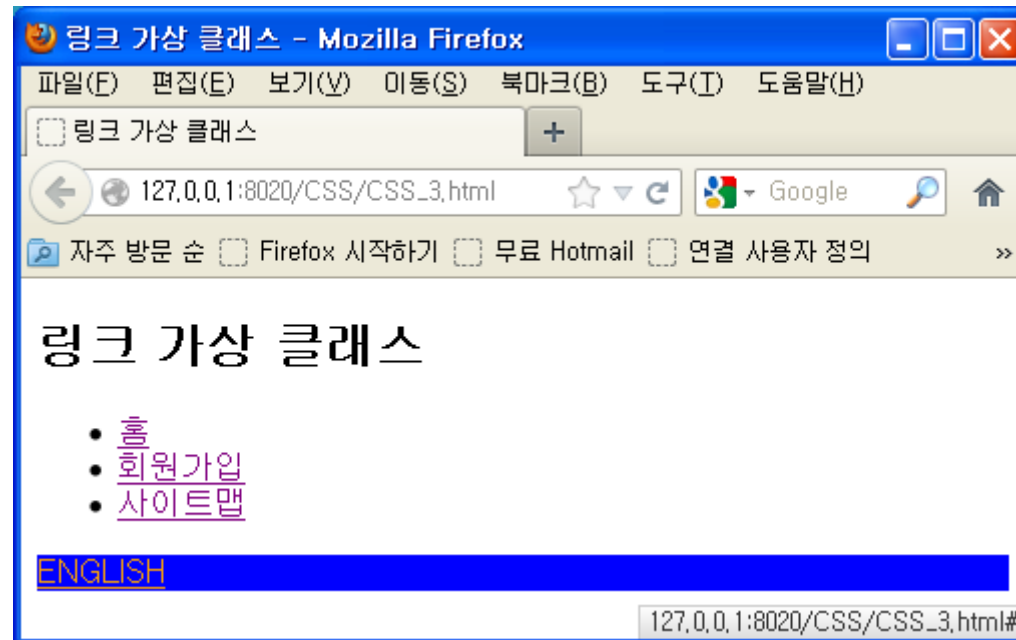 링크 가상 클래스 - Mozilla Firefox
파일(F) 편집(E) 보기(V) 이동(S) 북마크(B) 도구(T) 도움말(H)
링크 가상 클래스
127.0.0.1:8020/CSS/CSS_3.html Google
자주 방문 순 Firefox 시작하기 무료 Hotmail 연결 사용자 정의 »
링크 가상 클래스
• 홈
• 회원가입
• 사이트맵
ENGLISH
127.0.0.1:8020/CSS/CSS_3.html#